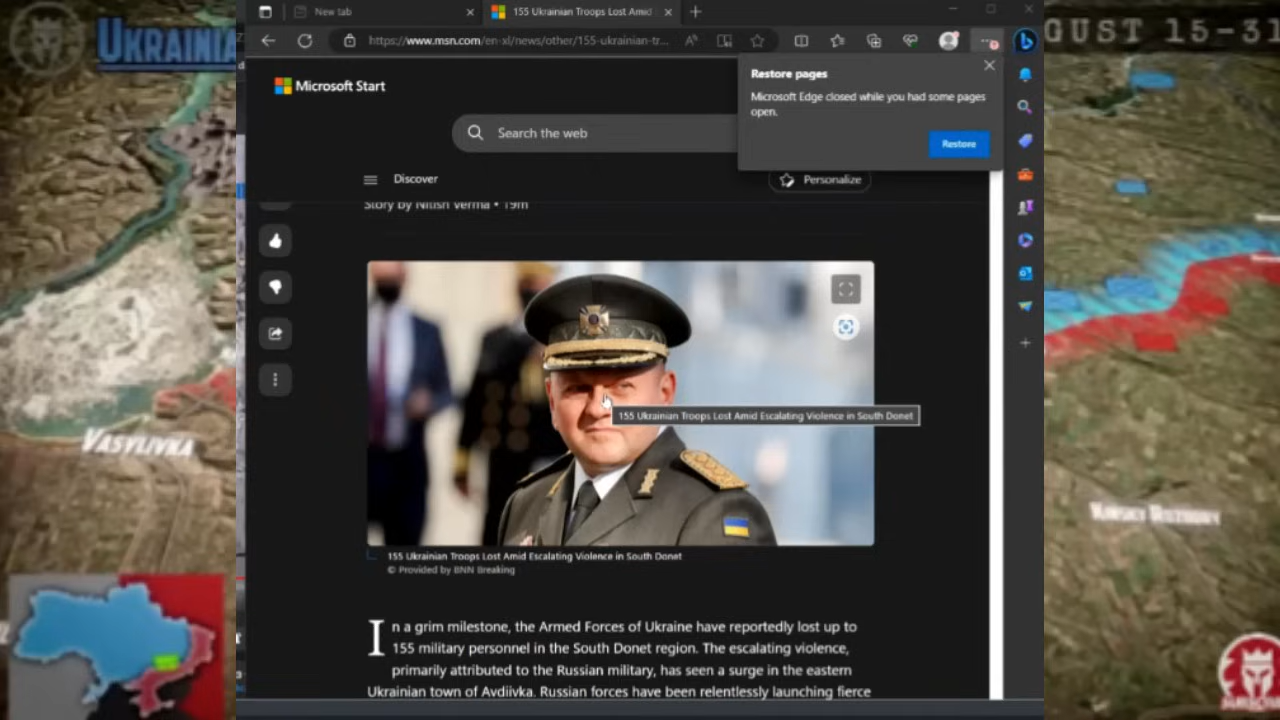 UKRAINIA
GUST 15-31
New tab
155 Ukrainian Troops Lost Amid
https://www.msn.com/en-xl/news/other/155-ukrainian-tr...
Restore pages
Microsoft Edge closed while you had some pages
open.
Restore
Microsoft Start
Search the web
Discover
Personalize
Story by Nitish Verma • 19m
155 Ukrainian Troops Lost Amid Escalating Violence in South Donet
VASYLIVKA
155 Ukrainian Troops Lost Amid Escalating Violence in South Donet
© Provided by BNN Breaking
In a grim milestone, the Armed Forces of Ukraine have reportedly lost up to
155 military personnel in the South Donet region. The escalating violence,
primarily attributed to the Russian military, has seen a surge in the eastern
Ukrainian town of Avdiivka. Russian forces have been relentlessly launching fierce